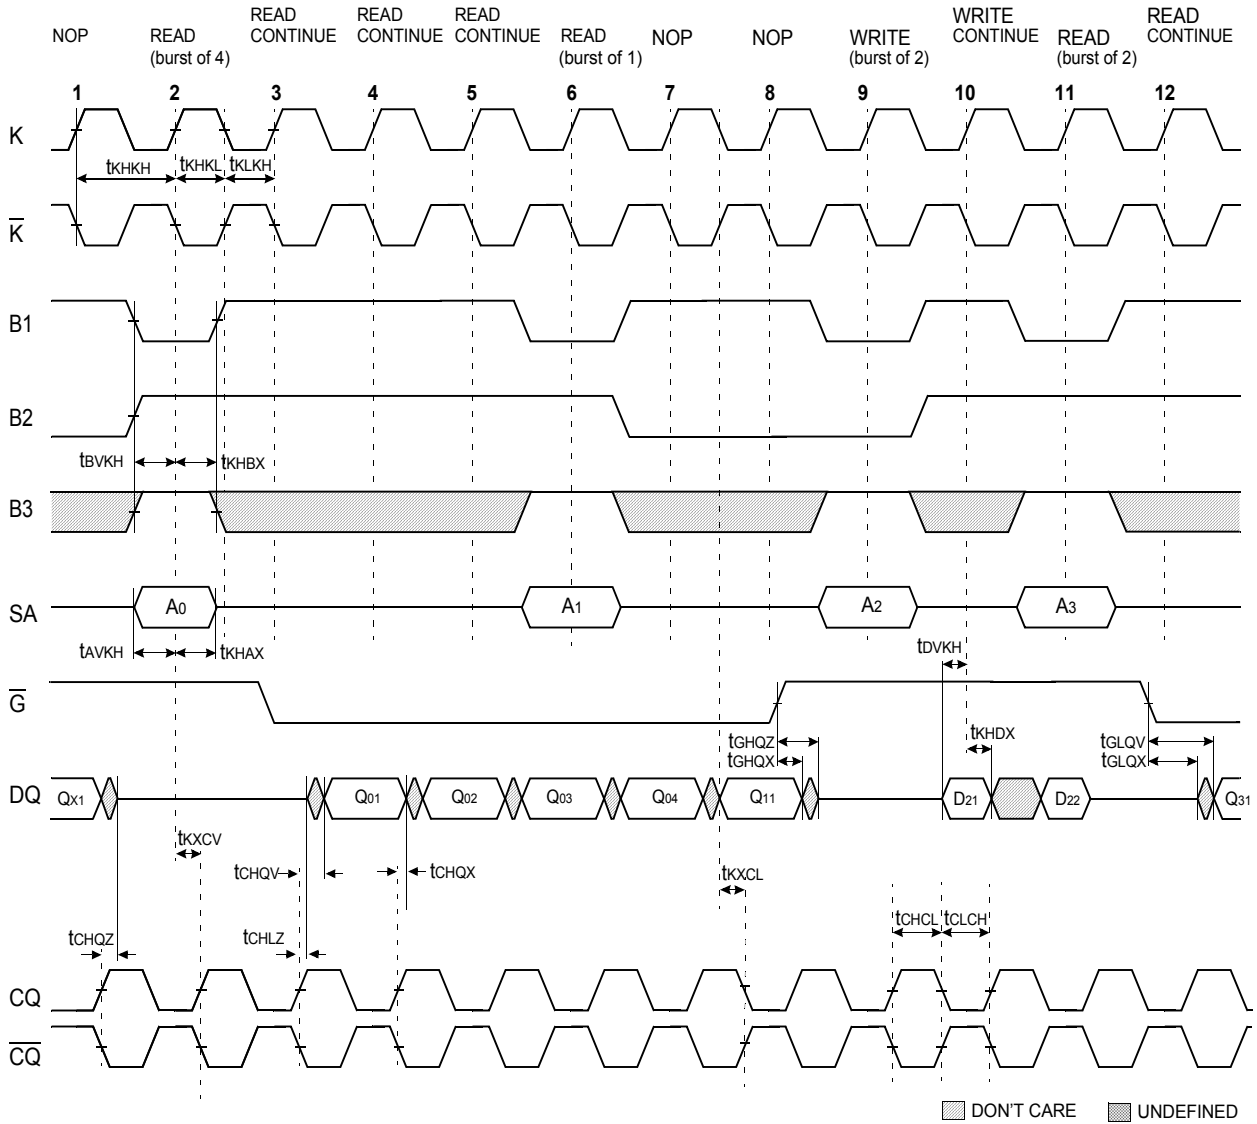 NOP
READ
(burst of 4)
READ
CONTINUE
READ
CONTINUE
READ
CONTINUE
READ
(burst of 1)
NOP
NOP
WRITE
(burst of 2)
WRITE
CONTINUE
READ
(burst of 2)
READ
CONTINUE
1 2 3 4 5 6 7 8 9 10 11 12
K
tKHKH tKHKL tKLKH
K
B1
B2
tBVKH tKHBX
B3
SA A0 A1 A2 A3
tAVKH tKHAX
tDVKH
G
tKHDX
tGHQZ
tGHQX
tGLQV
tGLQX
DQ QX1 Q01 Q02 Q03 Q04 Q11 D21 D22 Q31
tKXCV
tCHQV tCHQX
tKXCL
tCHCL tCLCH
tCHQZ tCHLZ
CQ
CQ
DON'T CARE UNDEFINED